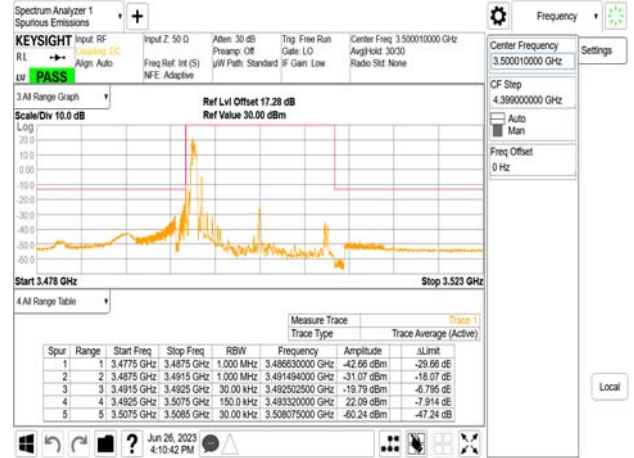 Spectrum Analyzer 1
Spurious Emissions
Frequency
KEYSIGHT
RL
PASS
Input: RF
Coupling: DC
Align: Auto
Input Z: 50 Ω
Freq Ref: Int (S)
NFE: Adaptive
Atten: 30 dB
Preamp: Off
µW Path: Standard
Trig: Free Run
Gate: LO
IF Gain: Low
Center Freq: 3.500010000 GHz
Avg|Hold: 30/30
Radio Std: None
Center Frequency
3.500010000 GHz
Settings
CF Step
4.399000000 GHz
Auto
Man
Freq Offset
0 Hz
3 All Range Graph
Scale/Div 10.0 dB
Ref Lvl Offset 17.28 dB
Ref Value 30.00 dBm
Log
20.0
10.0
0.00
-10.0
-20.0
-30.0
-40.0
-50.0
-60.0
Start 3.478 GHz
Stop 3.523 GHz
4 All Range Table
Measure Trace Trace 1
Trace Type Trace Average (Active)
Spur Range Start Freq Stop Freq RBW Frequency Amplitude ΔLimit
1 1 3.4775 GHz 3.4875 GHz 1.000 MHz 3.486630000 GHz -42.66 dBm -29.66 dB
2 2 3.4875 GHz 3.4915 GHz 1.000 MHz 3.491494000 GHz -31.07 dBm -18.07 dB
3 3 3.4915 GHz 3.4925 GHz 30.00 kHz 3.492502500 GHz -19.79 dBm -6.795 dB
4 4 3.4925 GHz 3.5075 GHz 150.0 kHz 3.493320000 GHz 22.09 dBm -7.914 dB
5 5 3.5075 GHz 3.5085 GHz 30.00 kHz 3.508075000 GHz -60.24 dBm -47.24 dB
Local
?
Jun 26, 2023
4:10:42 PM